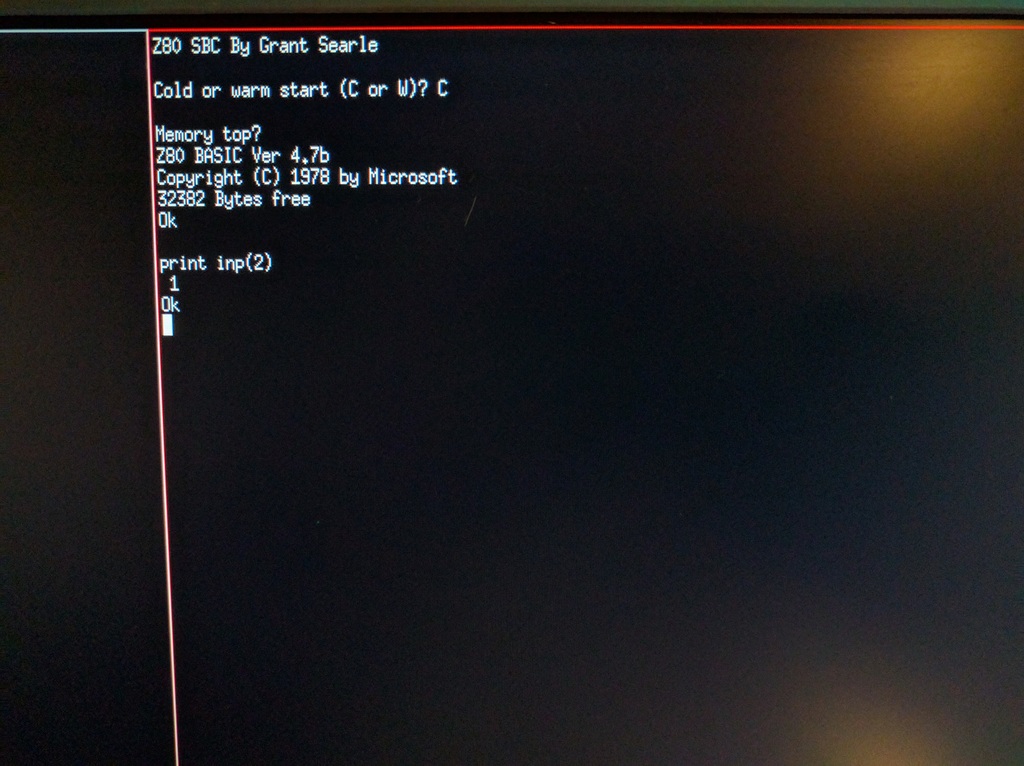 Z80 SBC By Grant Searle
Cold or warm start (C or W)? C
Memory top?
Z80 BASIC Ver 4.7b
Copyright (C) 1978 by Microsoft
32382 Bytes free
Ok
print inp(2)
1
Ok